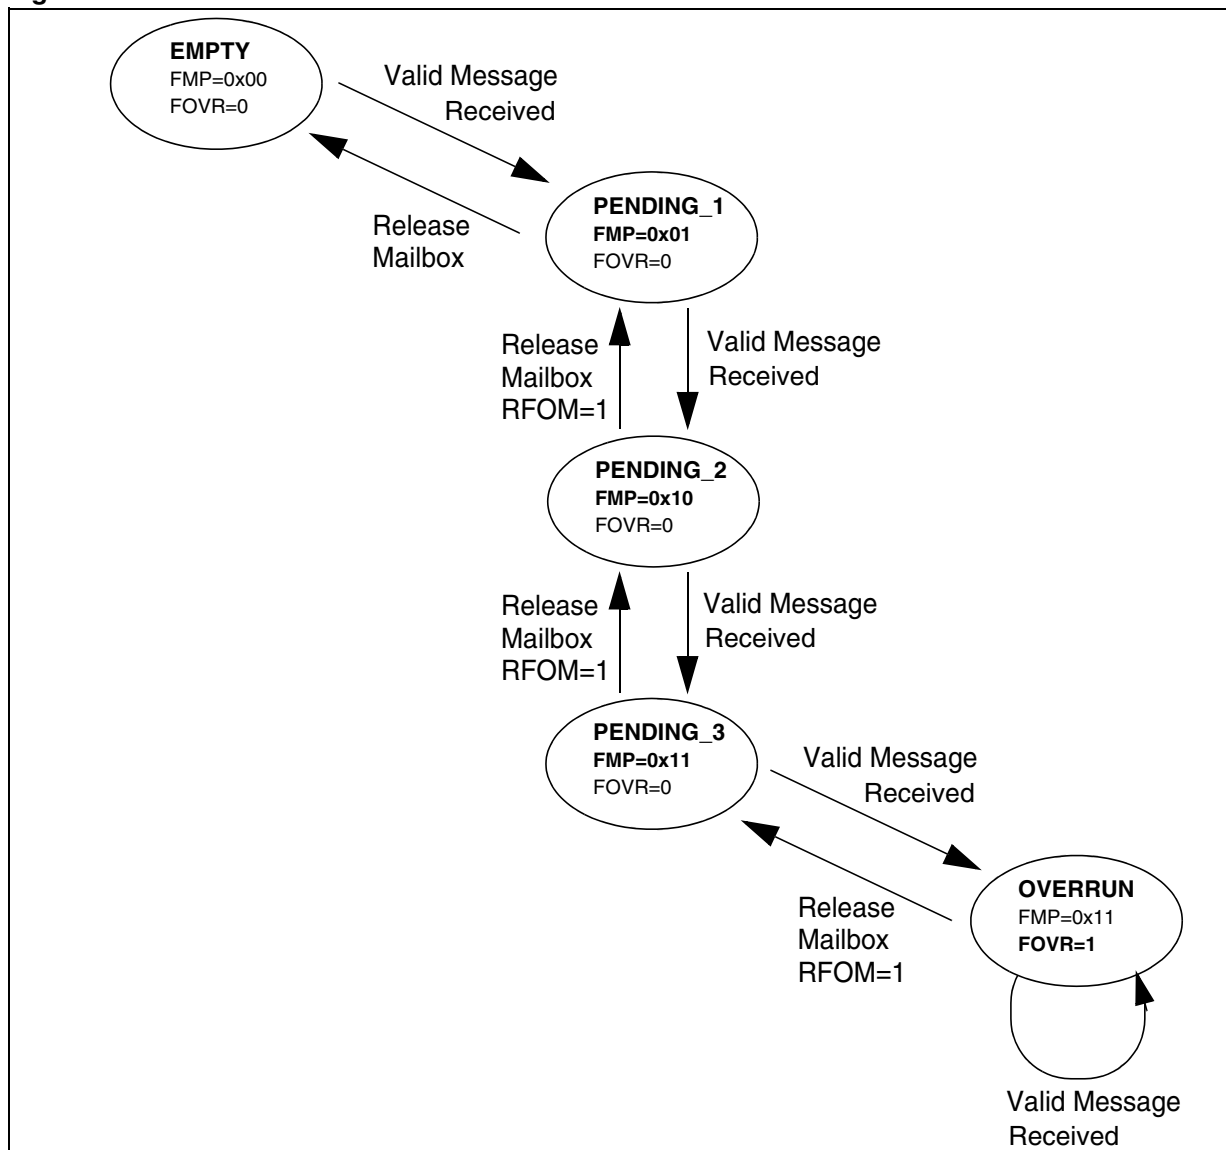 EMPTY
FMP=0x00
FOVR=0
Valid Message
Received
Release
Mailbox
PENDING_1
FMP=0x01
FOVR=0
Release
Mailbox
RFOM=1
Valid Message
Received
PENDING_2
FMP=0x10
FOVR=0
Release
Mailbox
RFOM=1
Valid Message
Received
PENDING_3
FMP=0x11
FOVR=0
Valid Message
Received
Release
Mailbox
RFOM=1
OVERRUN
FMP=0x11
FOVR=1
Valid Message
Received